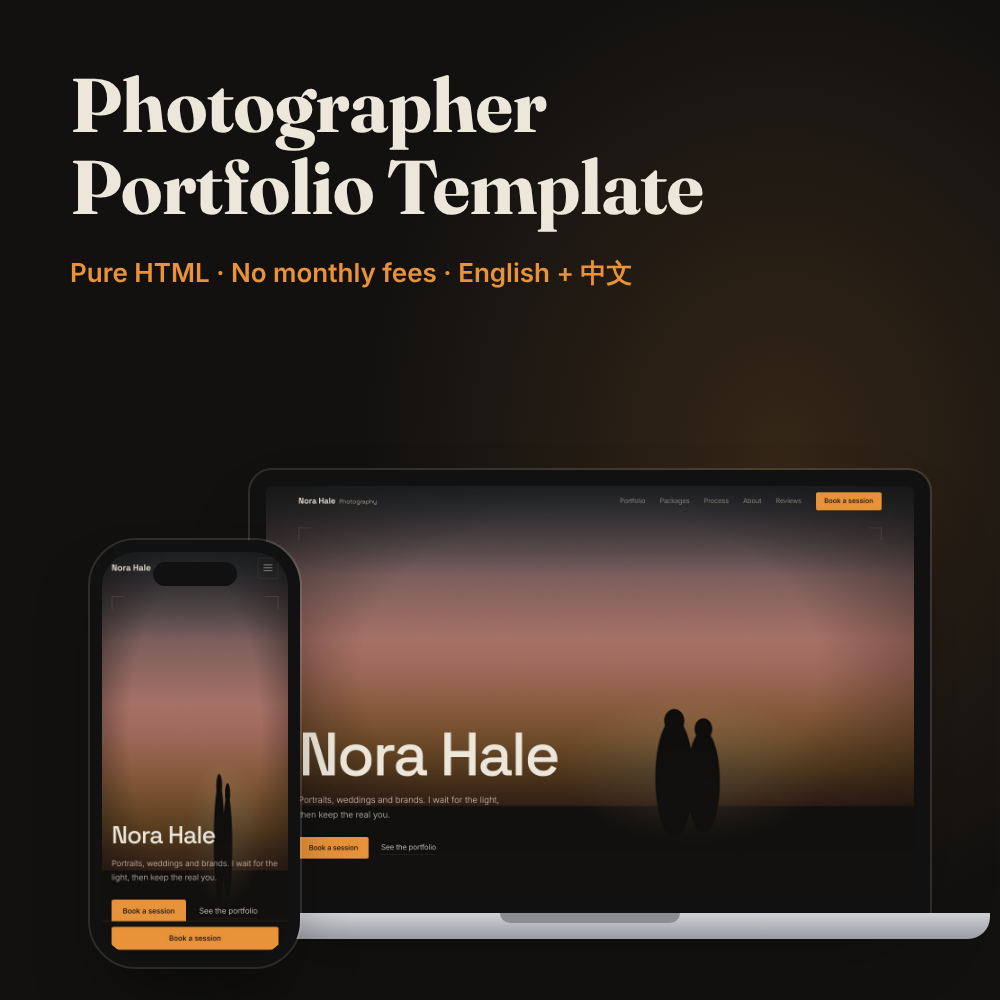 Photographer
Portfolio Template
Pure HTML · No monthly fees · English + 中文
Nora Hale Photography
Portfolio Packages Process About Reviews Book a session
Nora Hale
Portraits, weddings and brands. I wait for the light,
then keep the real you.
Book a session See the portfolio
Nora Hale
Nora Hale
Portraits, weddings and brands. I wait for the
light, then keep the real you.
Book a session See the portfolio
Book a session